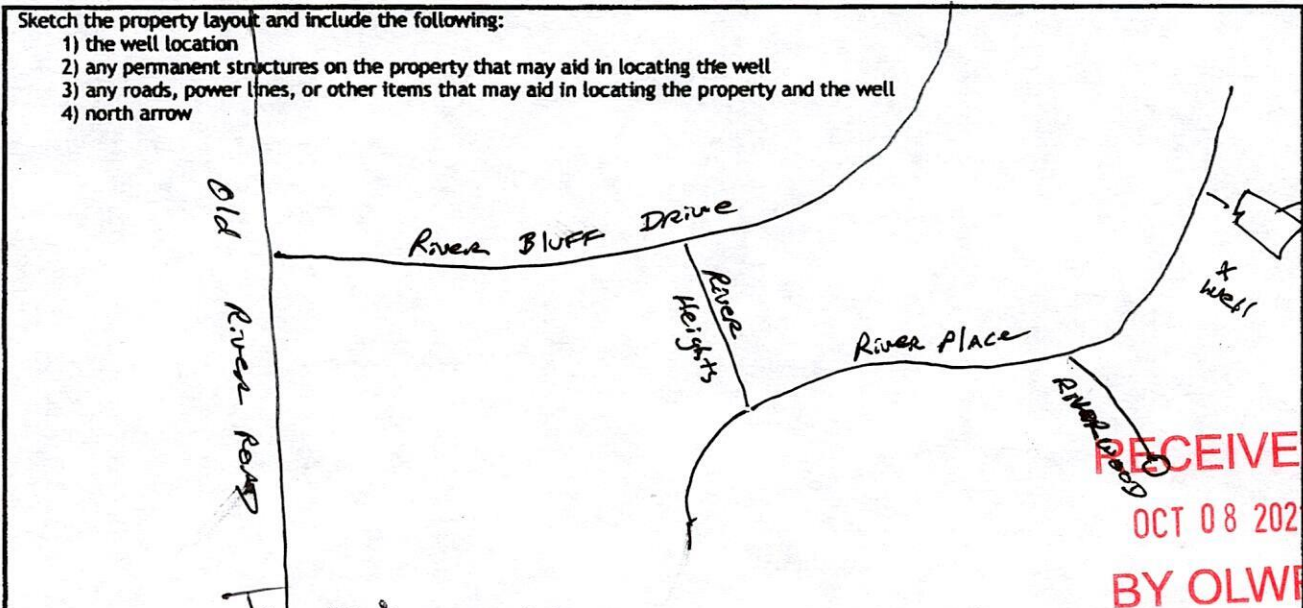 Sketch the property layout and include the following:
1) the well location
2) any permanent structures on the property that may aid in locating the well
3) any roads, power lines, or other items that may aid in locating the property and the well
4) north arrow
Old River Road
River Bluff Drive
River Heights
River Place
x
Well
Riverwood
RECEIVE
OCT 08 202
BY OLW